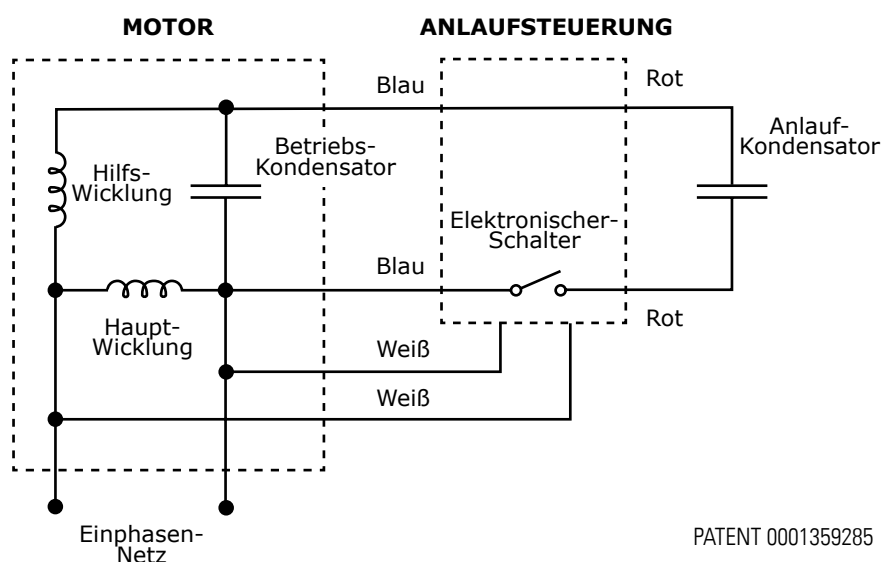 MOTOR
ANLAUFSTEUERUNG
Blau
Rot
Hilfs-
Wicklung
Betriebs-
Kondensator
Anlauf-
Kondensator
Elektronischer-
Schalter
Blau
Rot
Haupt-
Wicklung
Weiß
Weiß
Einphasen-
Netz
PATENT 0001359285